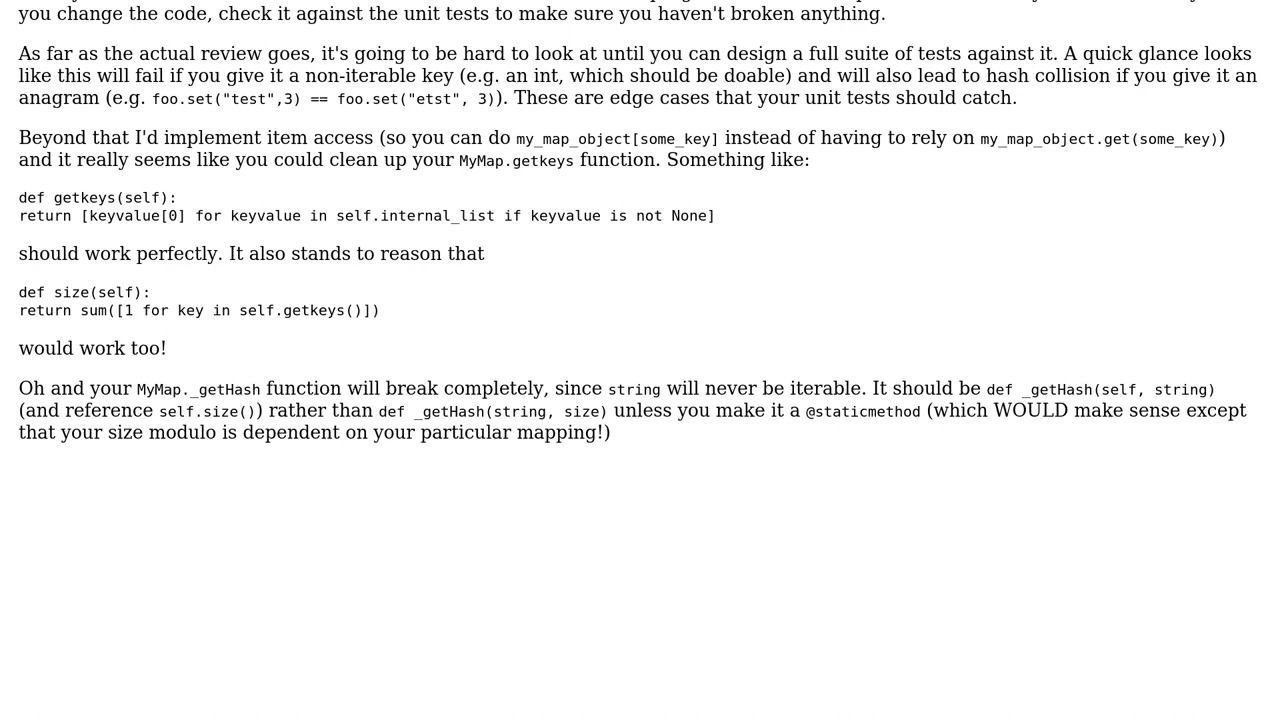 you change the code, check it against the unit tests to make sure you haven't broken anything.
As far as the actual review goes, it's going to be hard to look at until you can design a full suite of tests against it. A quick glance looks
like this will fail if you give it a non-iterable key (e.g. an int, which should be doable) and will also lead to hash collision if you give it an
anagram (e.g. foo.set("test",3) == foo.set("etst", 3)). These are edge cases that your unit tests should catch.
Beyond that I'd implement item access (so you can do my_map_object[some_key] instead of having to rely on my_map_object.get(some_key))
and it really seems like you could clean up your MyMap.getkeys function. Something like:
def getkeys(self):
return [keyvalue[0] for keyvalue in self.internal_list if keyvalue is not None]
should work perfectly. It also stands to reason that
def size(self):
return sum([1 for key in self.getkeys()])
would work too!
Oh and your MyMap._getHash function will break completely, since string will never be iterable. It should be def _getHash(self, string)
(and reference self.size()) rather than def _getHash(string, size) unless you make it a @staticmethod (which WOULD make sense except
that your size modulo is dependent on your particular mapping!)